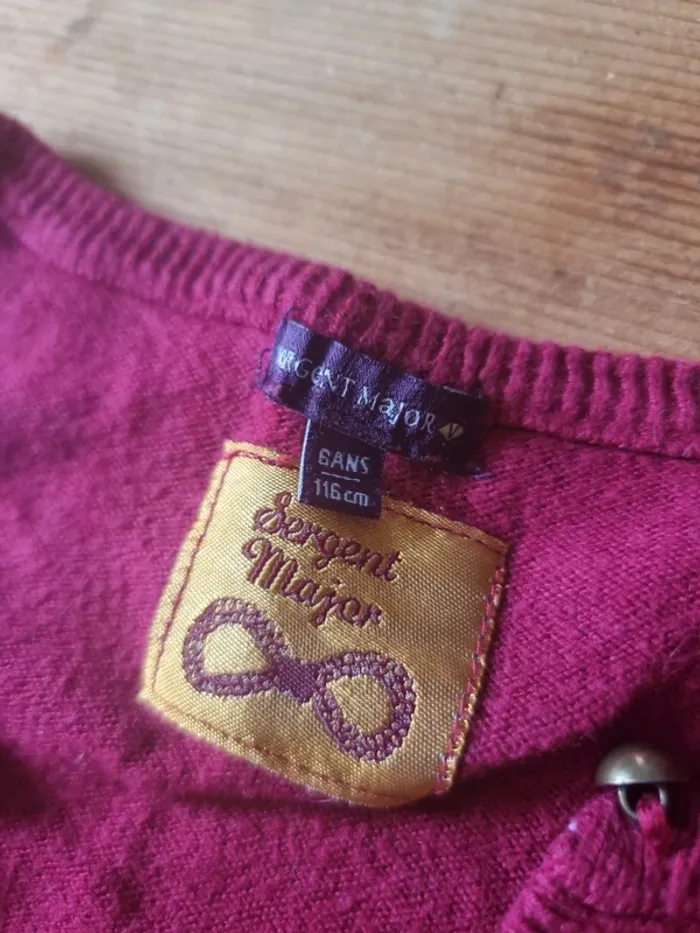 SERGENT MaJOR
6ANS
116cm
Sergent
Major